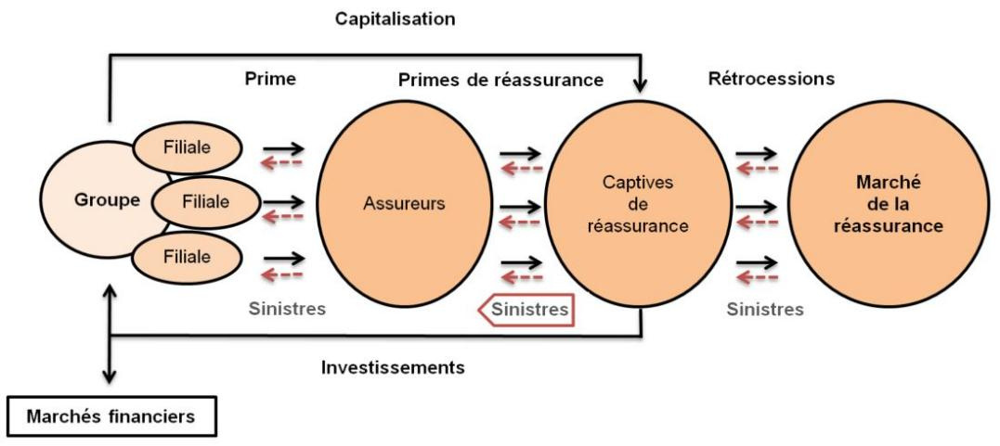 Capitalisation
Prime
Primes de réassurance
Rétrocessions
Filiale
Groupe
Filiale
Filiale
Assureurs
Captives
de
réassurance
Marché
de la
réassurance
Sinistres
Sinistres
Sinistres
Investissements
Marchés financiers